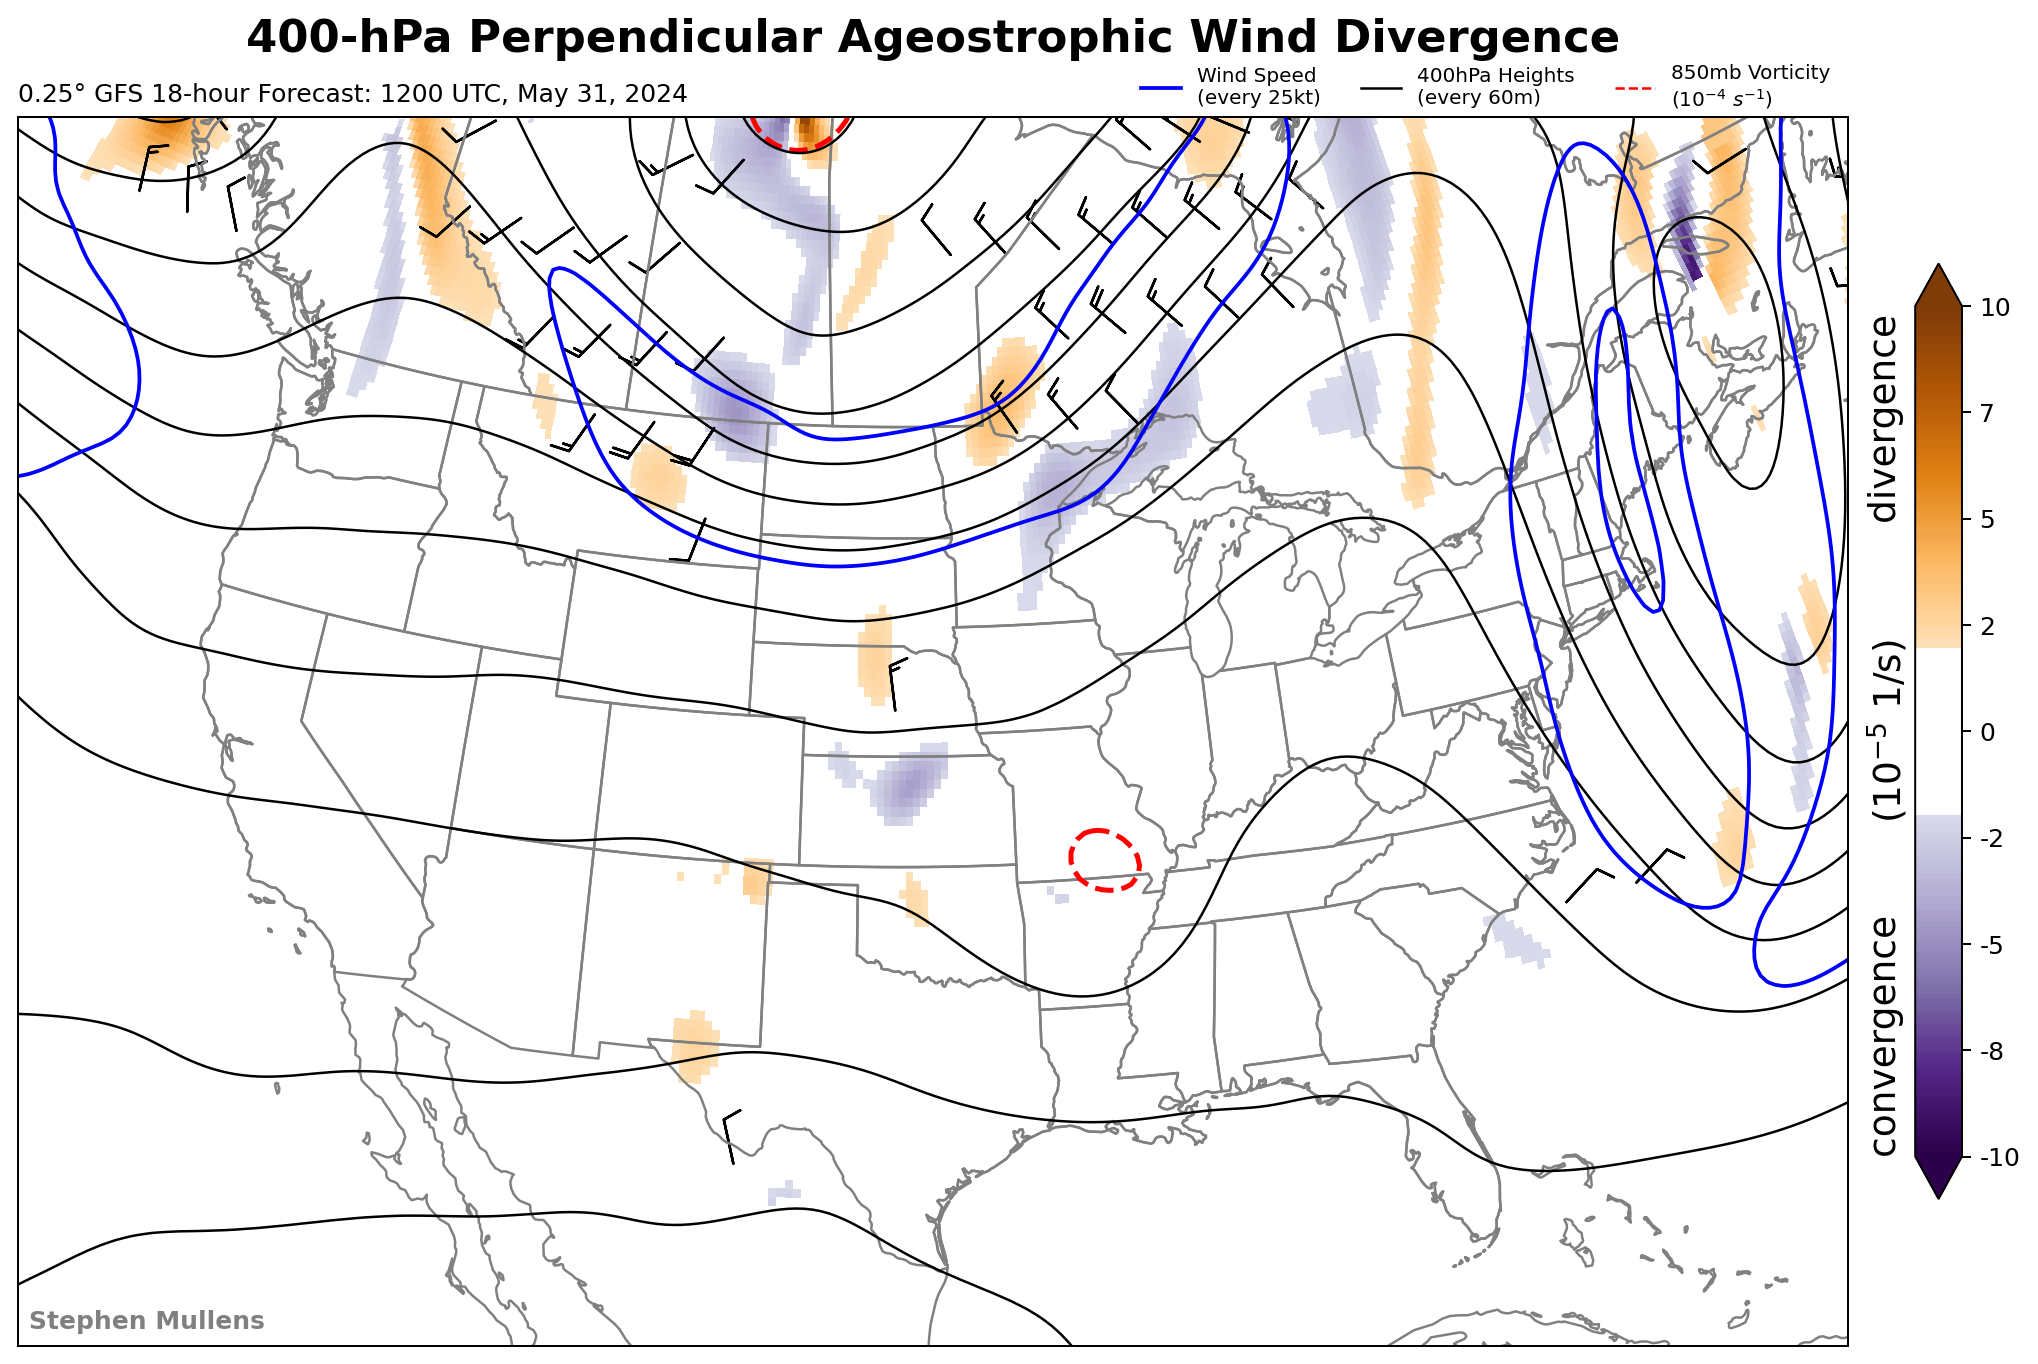 400-hPa Perpendicular Ageostrophic Wind Divergence
0.25° GFS 18-hour Forecast: 1200 UTC, May 31, 2024
Wind Speed
(every 25kt)
400hPa Heights
(every 60m)
850mb Vorticity
(10⁻⁴ s⁻¹)
10
7
5
2
0
-2
-5
-8
-10
convergence (10⁻⁵ 1/s) divergence
Stephen Mullens